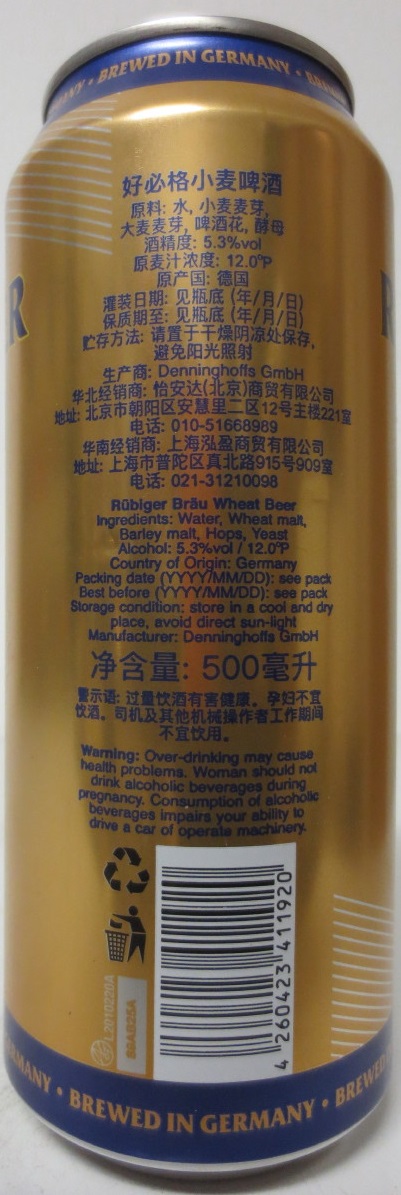 BREWED IN GERMANY
好必格小麦啤酒
原料: 水, 小麦麦芽,
大麦麦芽, 啤酒花, 酵母
酒精度: 5.3%vol
原麦汁浓度: 12.0°P
原产国: 德国
灌装日期: 见瓶底 (年/月/日)
保质期至: 见瓶底 (年/月/日)
贮存方法: 请置于干燥阴凉处保存,
避免阳光照射
生产商: Denninghoffs GmbH
华北经销商: 怡安达(北京)商贸有限公司
地址: 北京市朝阳区安慧里二区12号主楼221室
电话: 010-51668989
华南经销商: 上海泓盈商贸有限公司
地址: 上海市普陀区真北路915号909室
电话: 021-31210098
Rübiger Bräu Wheat Beer
Ingredients: Water, Wheat malt,
Barley malt, Hops, Yeast
Alcohol: 5.3%vol / 12.0°P
Country of Origin: Germany
Packing date (YYYY/MM/DD): see pack
Best before (YYYY/MM/DD): see pack
Storage condition: store in a cool and dry
place, avoid direct sun-light
Manufacturer: Denninghoffs GmbH
净含量: 500毫升
警示语: 过量饮酒有害健康。孕妇不宜
饮酒。司机及其他机械操作者工作期间
不宜饮用。
Warning: Over-drinking may cause
health problems. Woman should not
drink alcoholic beverages during
pregnancy. Consumption of alcoholic
beverages impairs your ability to
drive a car of operate machinery.
L2010220A
4 260423 411920
BREWED IN GERMANY